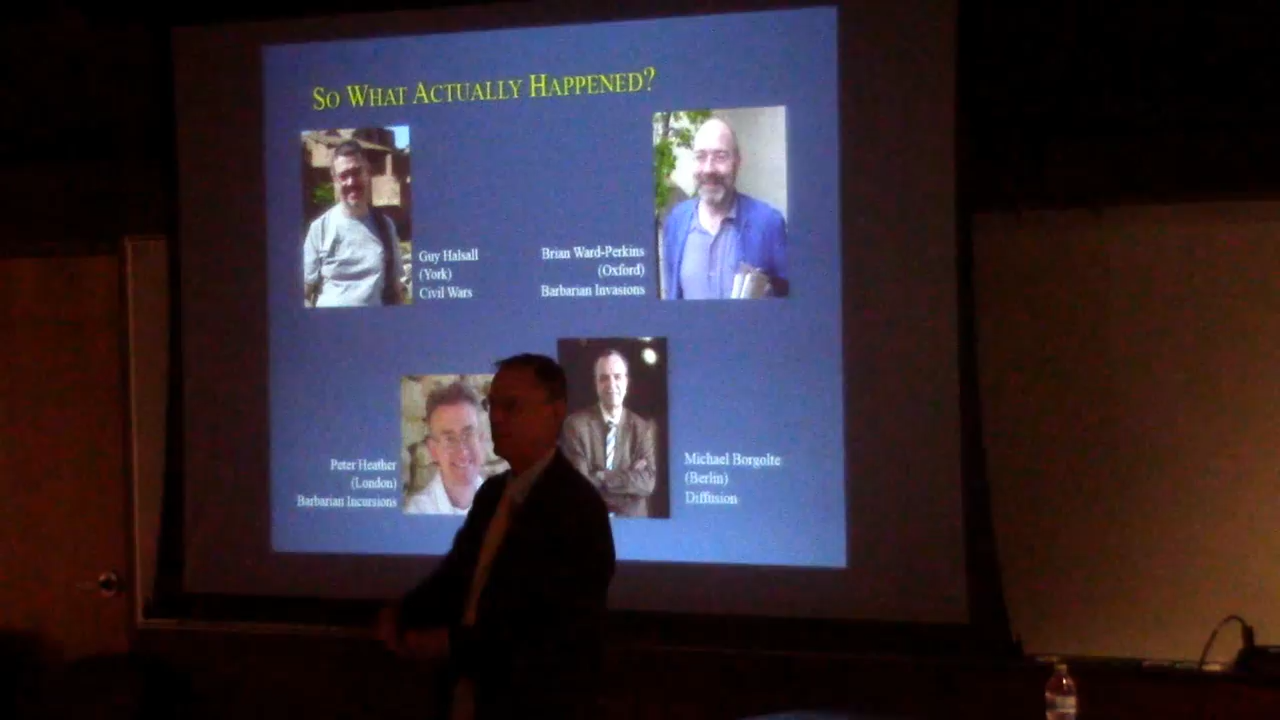 So What Actually Happened?
Guy Halsall
(York)
Civil Wars
Brian Ward-Perkins
(Oxford)
Barbarian Invasions
Peter Heather
(London)
Barbarian Incursions
Michael Borgolte
(Berlin)
Diffusion